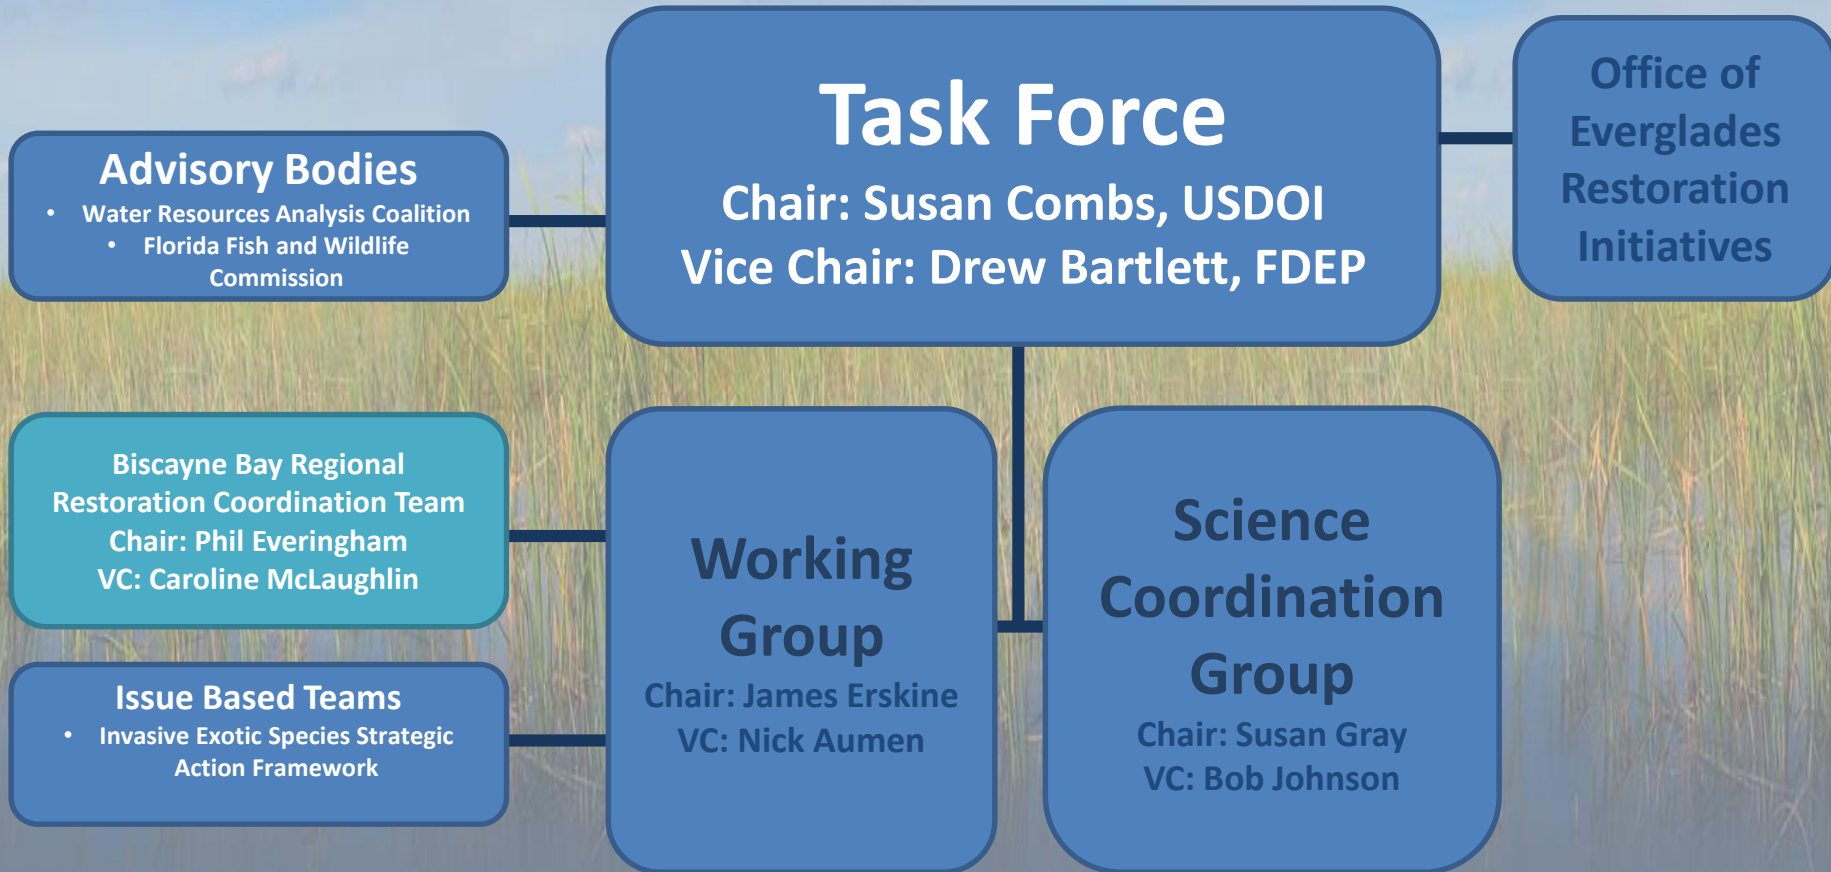 Task Force
Chair: Susan Combs, USDOI
Vice Chair: Drew Bartlett, FDEP
Office of
Everglades
Restoration
Initiatives
Advisory Bodies
• Water Resources Analysis Coalition
• Florida Fish and Wildlife
Commission
Biscayne Bay Regional
Restoration Coordination Team
Chair: Phil Everingham
VC: Caroline McLaughlin
Issue Based Teams
• Invasive Exotic Species Strategic
Action Framework
Working
Group
Chair: James Erskine
VC: Nick Aumen
Science
Coordination
Group
Chair: Susan Gray
VC: Bob Johnson